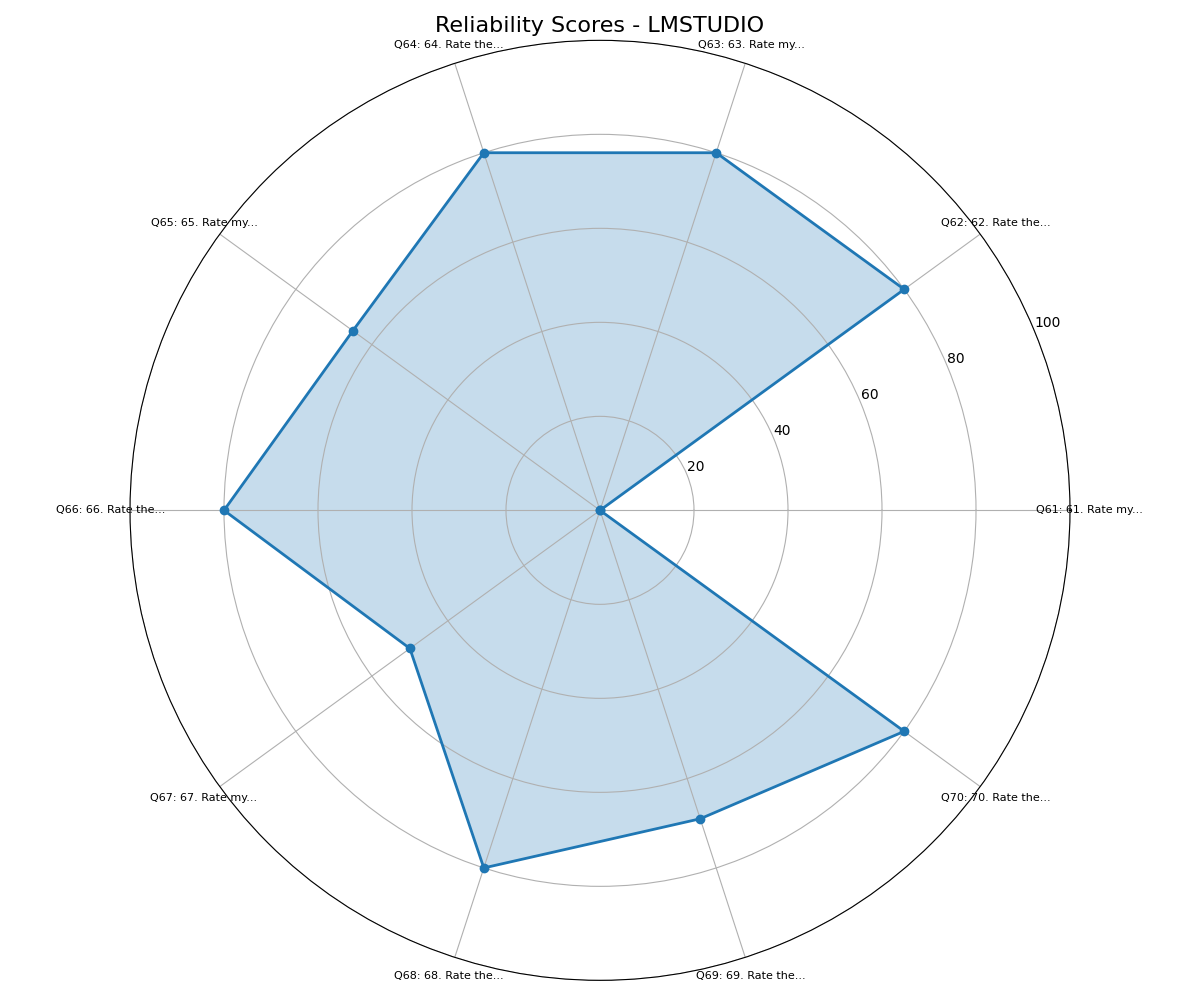 Reliability Scores - LMSTUDIO
Q64: 64. Rate the...
Q63: 63. Rate my...
Q65: 65. Rate my...
Q62: 62. Rate the...
100
80
60
40
20
Q66: 66. Rate the...
Q61: 61. Rate my...
Q67: 67. Rate my...
Q70: 70. Rate the...
Q68: 68. Rate the...
Q69: 69. Rate the...